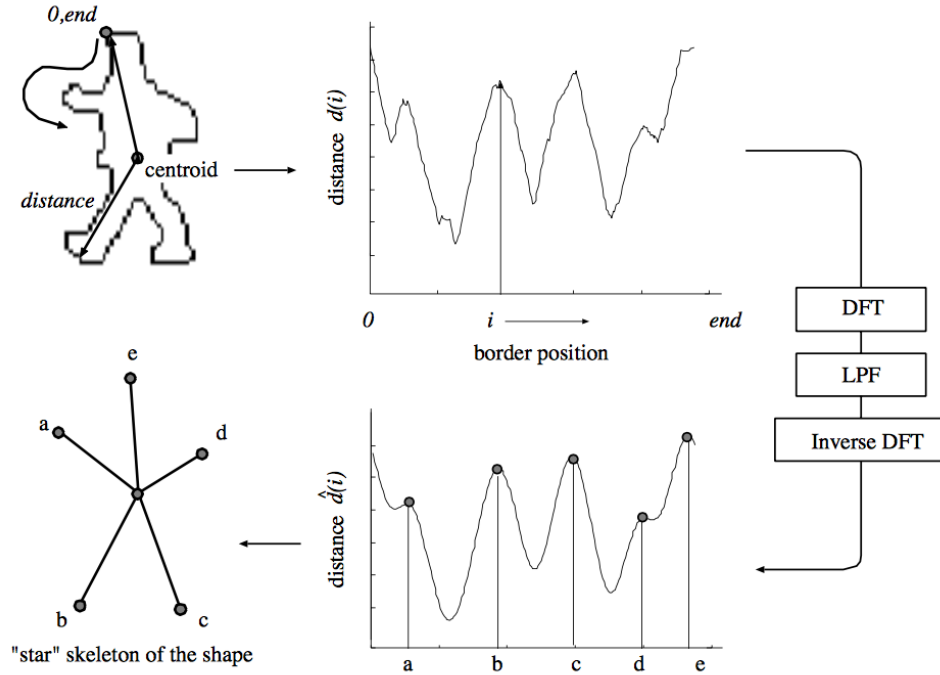 0,end
centroid
distance
distance d(i)
0
i
end
border position
DFT
LPF
Inverse DFT
e
a
d
b
c
"star" skeleton of the shape
distance d̂(i)
a
b
c
d
e